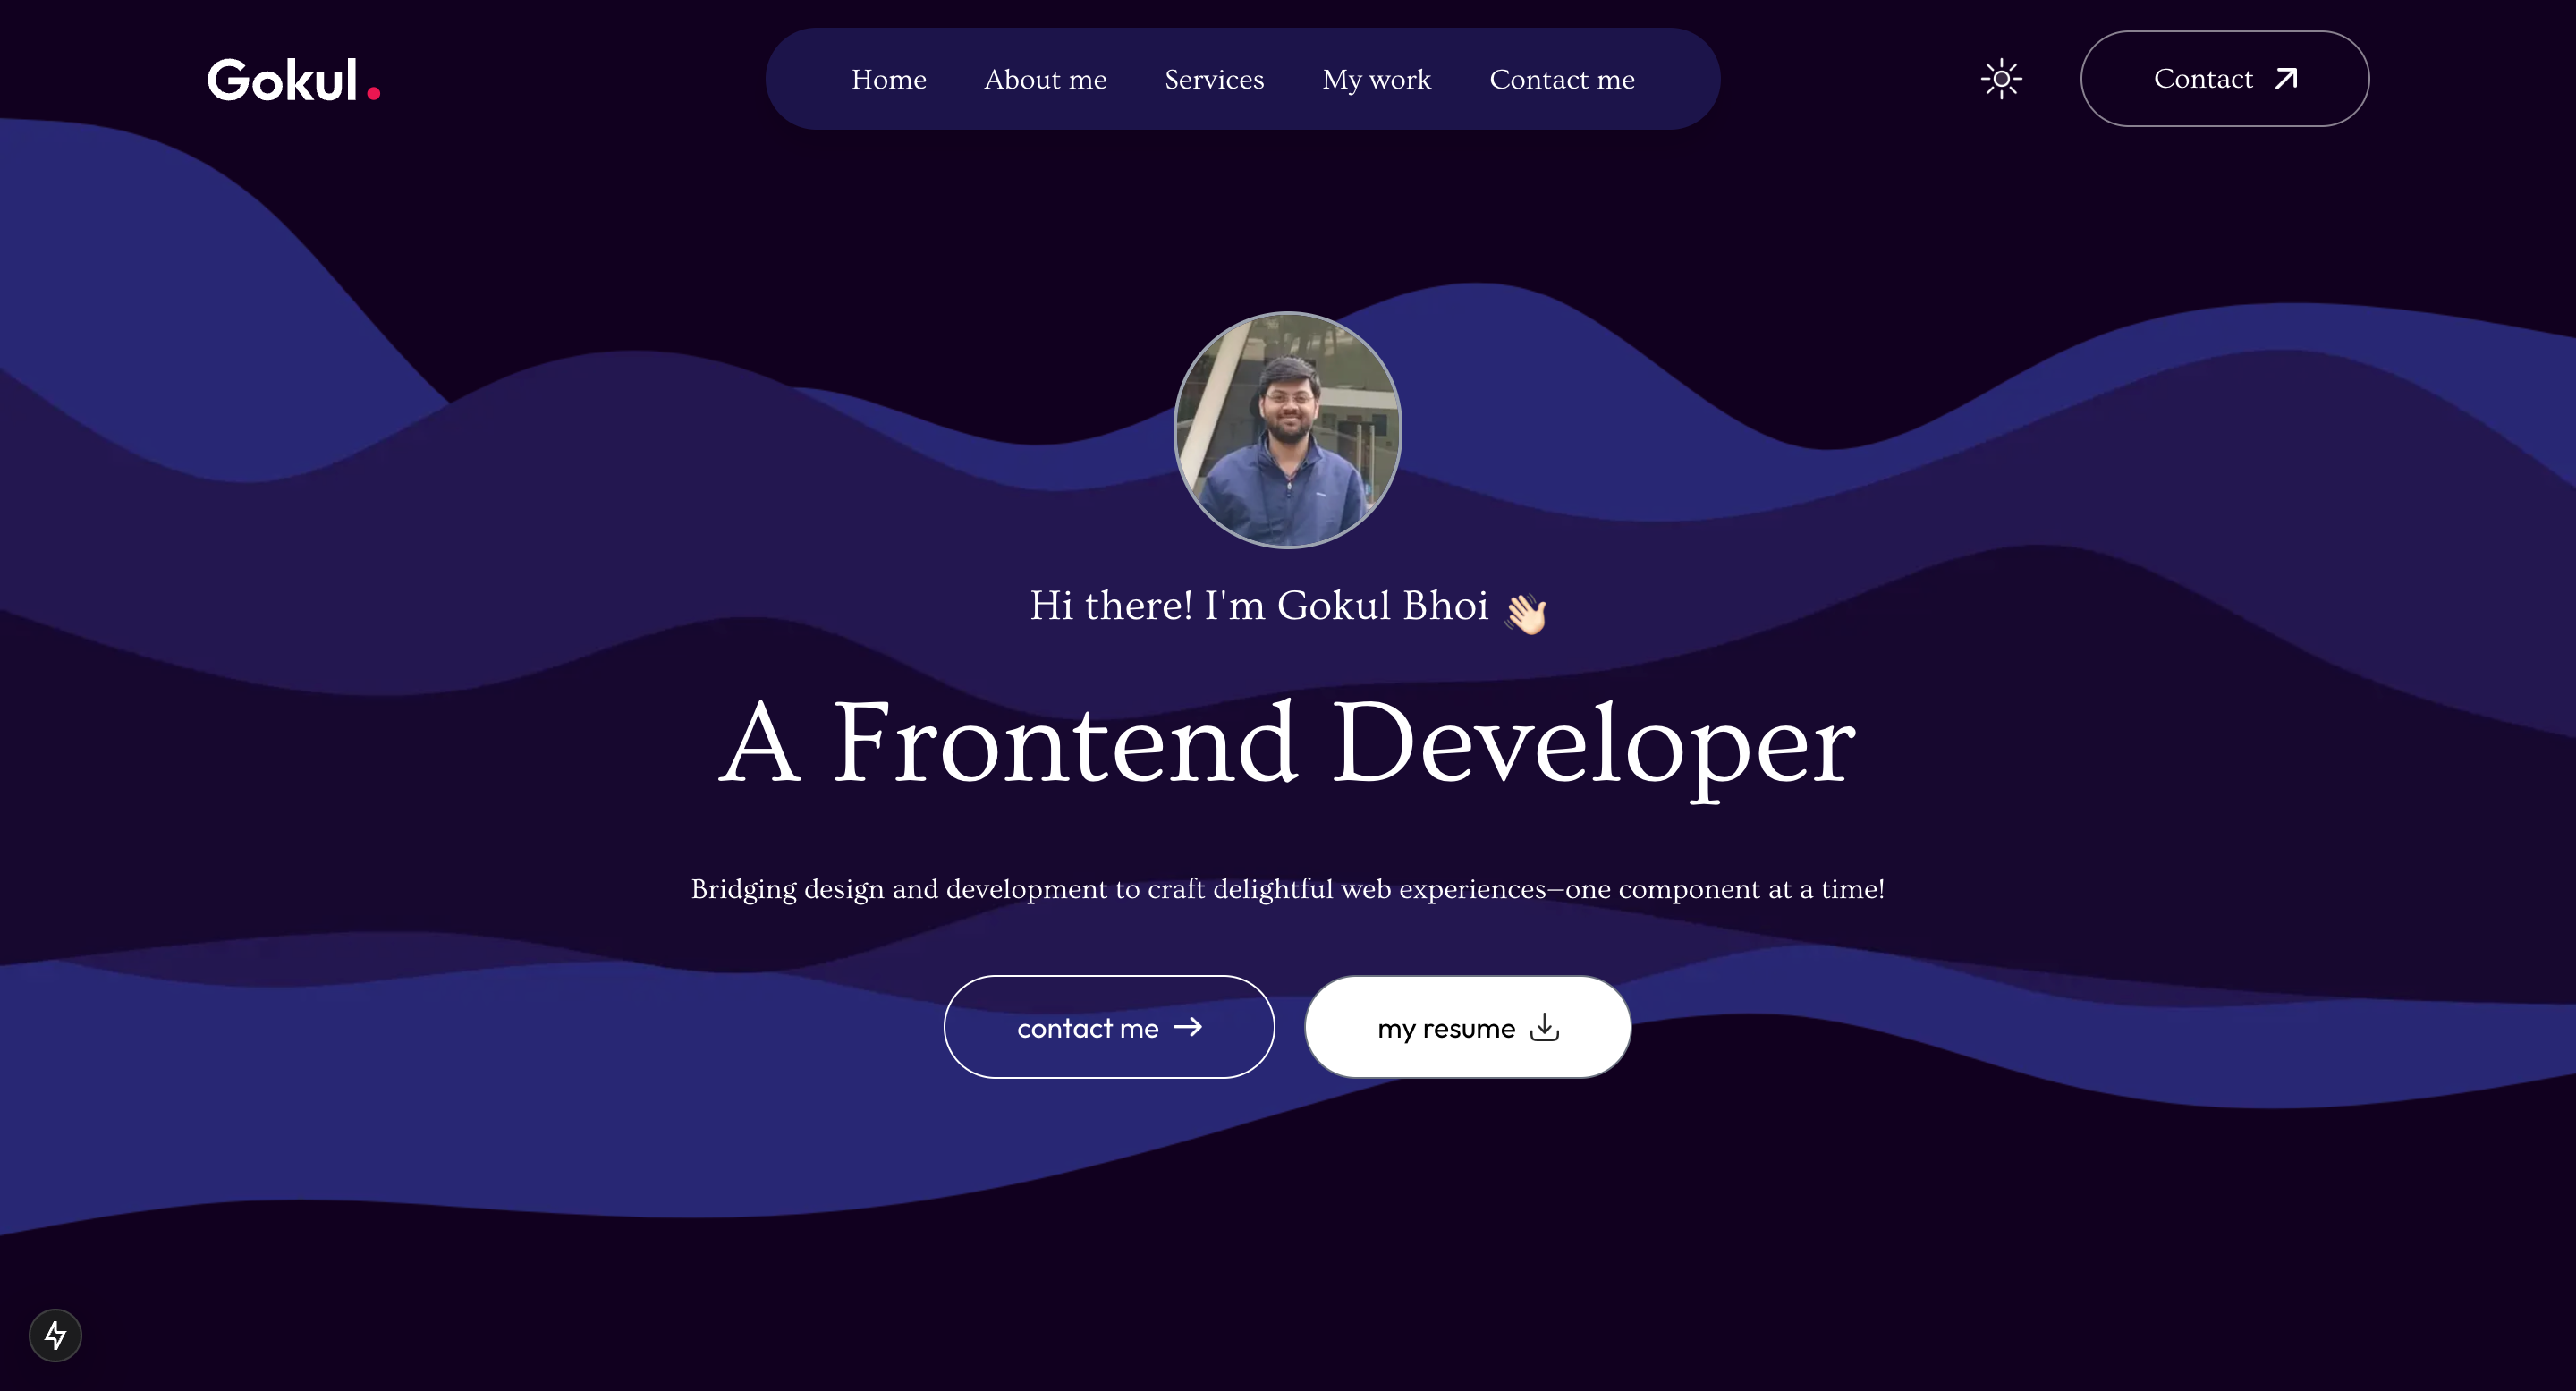 Gokul.
Home About me Services My work Contact me
Contact
Hi there! I'm Gokul Bhoi 👋🏻
A Frontend Developer
Bridging design and development to craft delightful web experiences—one component at a time!
contact me
my resume